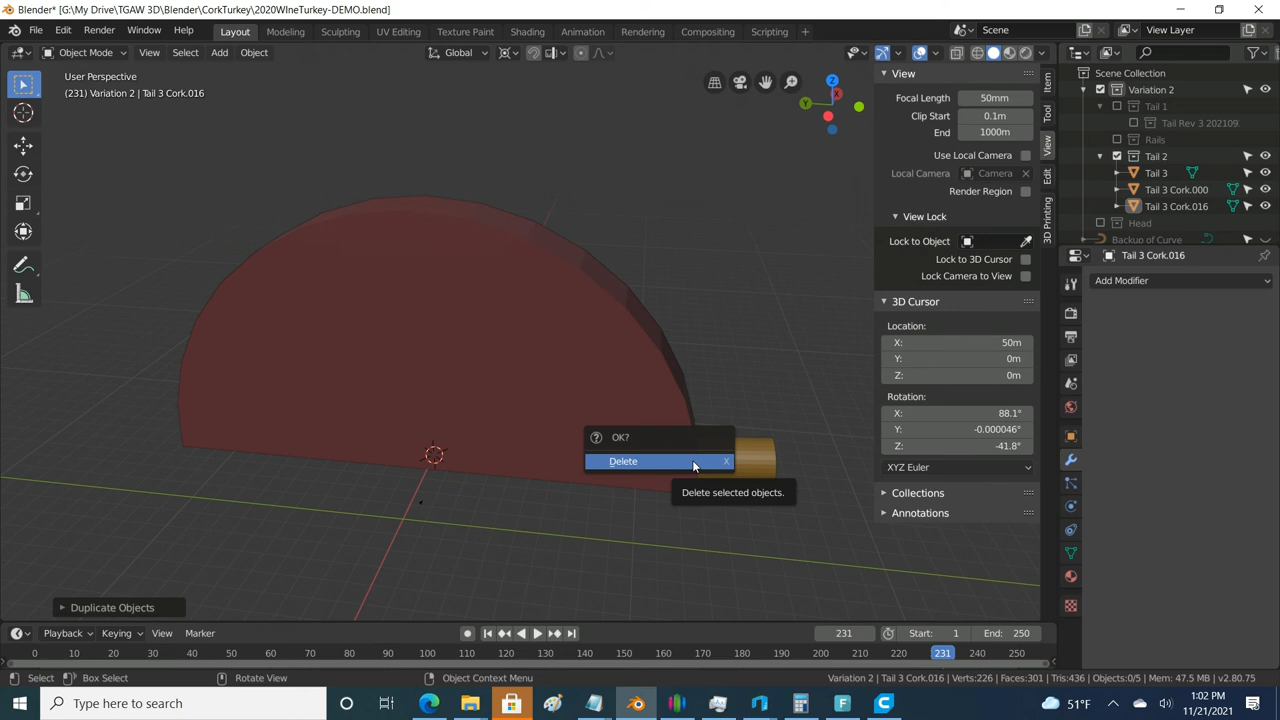 Blender* [G:\My Drive\TGAW 3D\Blender\CorkTurkey\2020WIneTurkey-DEMO.blend]
File Edit Render Window Help Layout Modeling Sculpting UV Editing Texture Paint Shading Animation Rendering Compositing Scripting + Scene View Layer
Object Mode View Select Add Object Global
User Perspective
(231) Variation 2 | Tail 3 Cork.016
Z
Y
X
View
Focal Length 50mm
Clip Start 0.1m
End 1000m
Use Local Camera
Local Camera Camera
Render Region
View Lock
Lock to Object
Lock to 3D Cursor
Lock Camera to View
3D Cursor
Location:
X: 50m
Y: 0m
Z: 0m
Rotation:
X: 88.1°
Y: -0.000046°
Z: -41.8°
XYZ Euler
Collections
Annotations
Item
Tool
View
Edit
3D Printing
Scene Collection
Variation 2
Tail 1
Tail Rev 3 202109
Rails
Tail 2
Tail 3
Tail 3 Cork.000
Tail 3 Cork.016
Head
Backup of Curve
Tail 3 Cork.016
Add Modifier
OK?
Delete X
Delete selected objects.
Duplicate Objects
Playback Keying View Marker 231 Start: 1 End: 250
0 10 20 30 40 50 60 70 80 90 100 110 120 130 140 150 160 170 180 190 200 210 220 231 240 250
Select Box Select Rotate View Object Context Menu Variation 2 | Tail 3 Cork.016 | Verts:226 | Faces:301 | Tris:436 | Objects:0/5 | Mem: 47.5 MB | v2.80.75
Type here to search
51°F
1:02 PM
11/21/2021